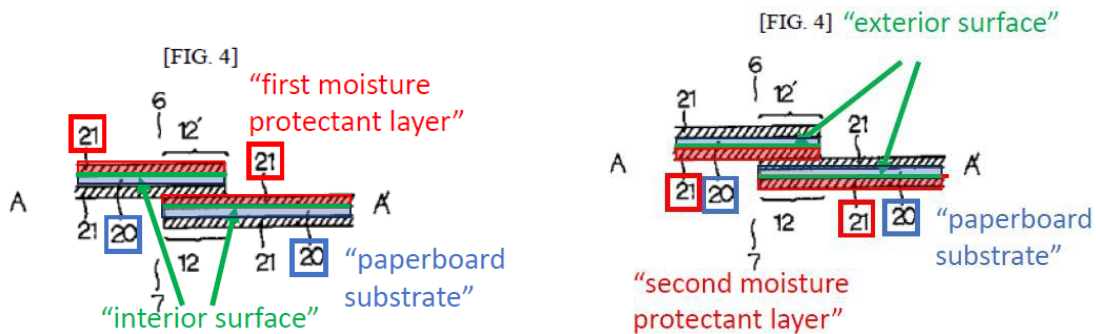 [FIG. 4]
"first moisture
protectant layer"
6
12'
21
21
A
A'
21
20
12
21
20
7
"paperboard
substrate"
"interior surface"
[FIG. 4]
"exterior surface"
6
12'
21
21
A
A'
21
20
12
21
20
7
"paperboard
substrate"
"second moisture
protectant layer"